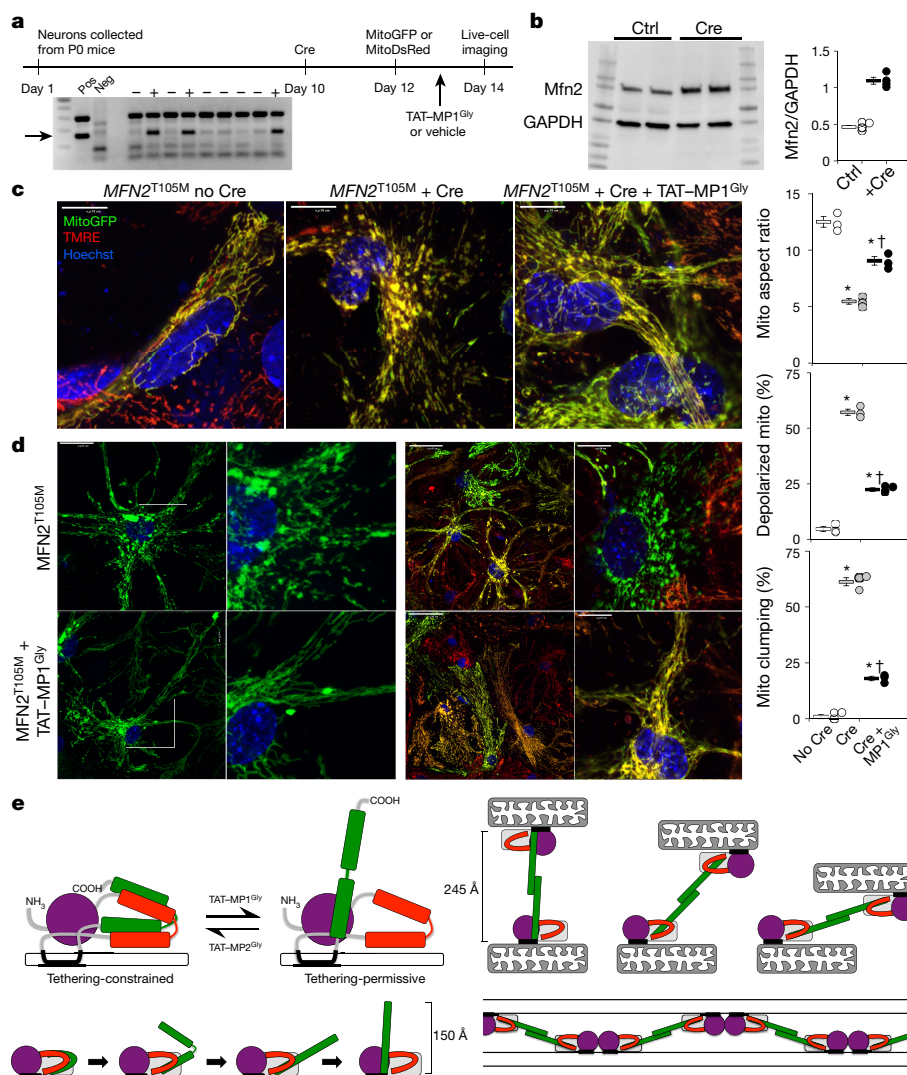 a
Neurons collected
from P0 mice
Cre
MitoGFP or
MitoDsRed
Live-cell
imaging
Day 1
Day 10
Day 12
Day 14
TAT–MP1Gly
or vehicle
Pos
Neg
– + – + – – – – +
b
Ctrl
Cre
Mfn2
GAPDH
Mfn2/GAPDH
1.5
1
0.5
0
Ctrl
+Cre
c
MFN2T105M no Cre
MFN2T105M + Cre
MFN2T105M + Cre + TAT–MP1Gly
MitoGFP
TMRE
Hoechst
Mito aspect ratio
15
10
5
0
*
* †
Depolarized mito (%)
75
50
25
0
*
* †
Mito clumping (%)
75
50
25
0
*
* †
No Cre
Cre
Cre +
MP1Gly
d
MFN2T105M
MFN2T105M +
TAT–MP1Gly
e
COOH
NH3
COOH
NH3
TAT–MP1Gly
TAT–MP2Gly
Tethering-constrained
Tethering-permissive
245 Å
150 Å